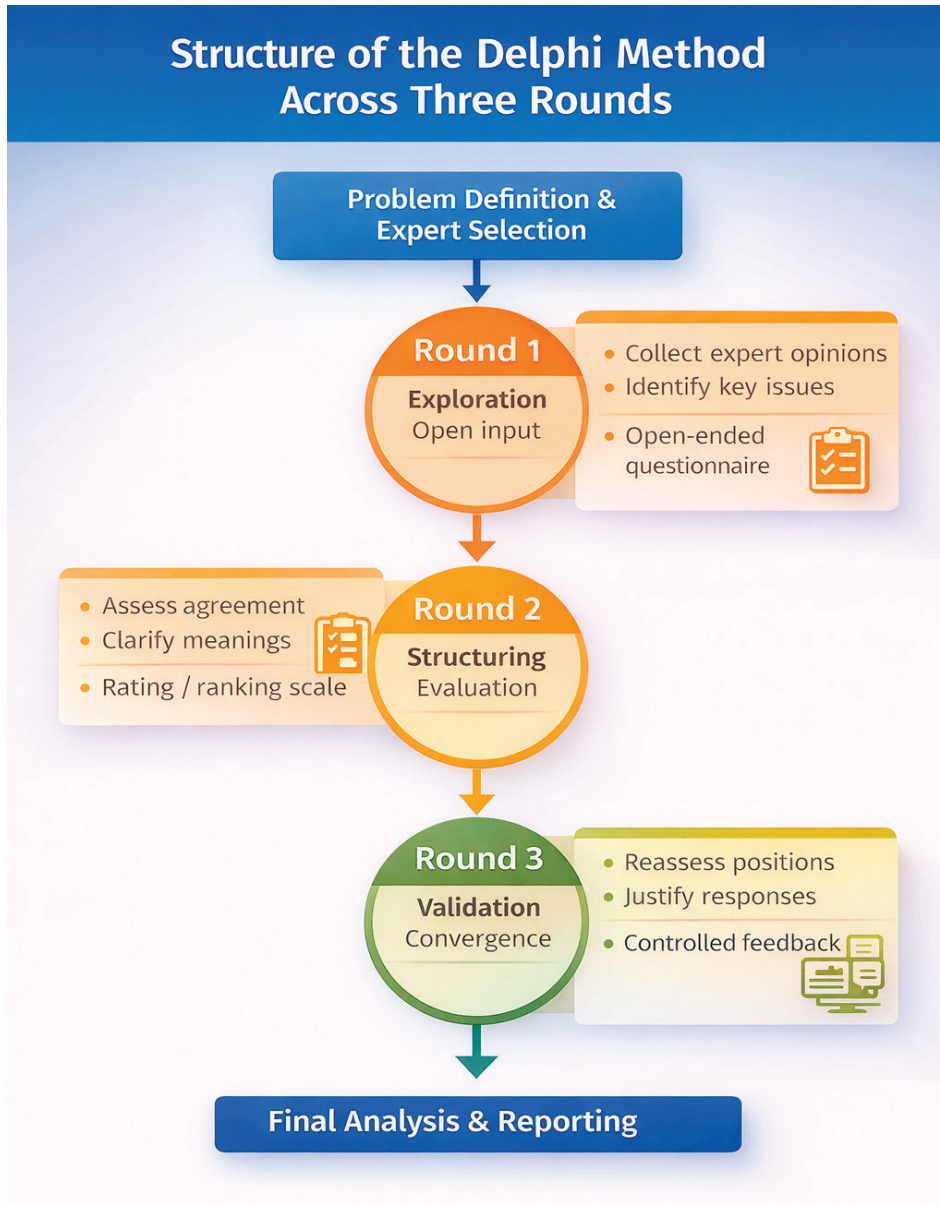 Structure of the Delphi Method
Across Three Rounds
Problem Definition &
Expert Selection
Round 1
Exploration
Open input
• Collect expert opinions
• Identify key issues
• Open-ended
questionnaire
Round 2
Structuring
Evaluation
• Assess agreement
• Clarify meanings
• Rating / ranking scale
Round 3
Validation
Convergence
• Reassess positions
• Justify responses
• Controlled feedback
Final Analysis & Reporting